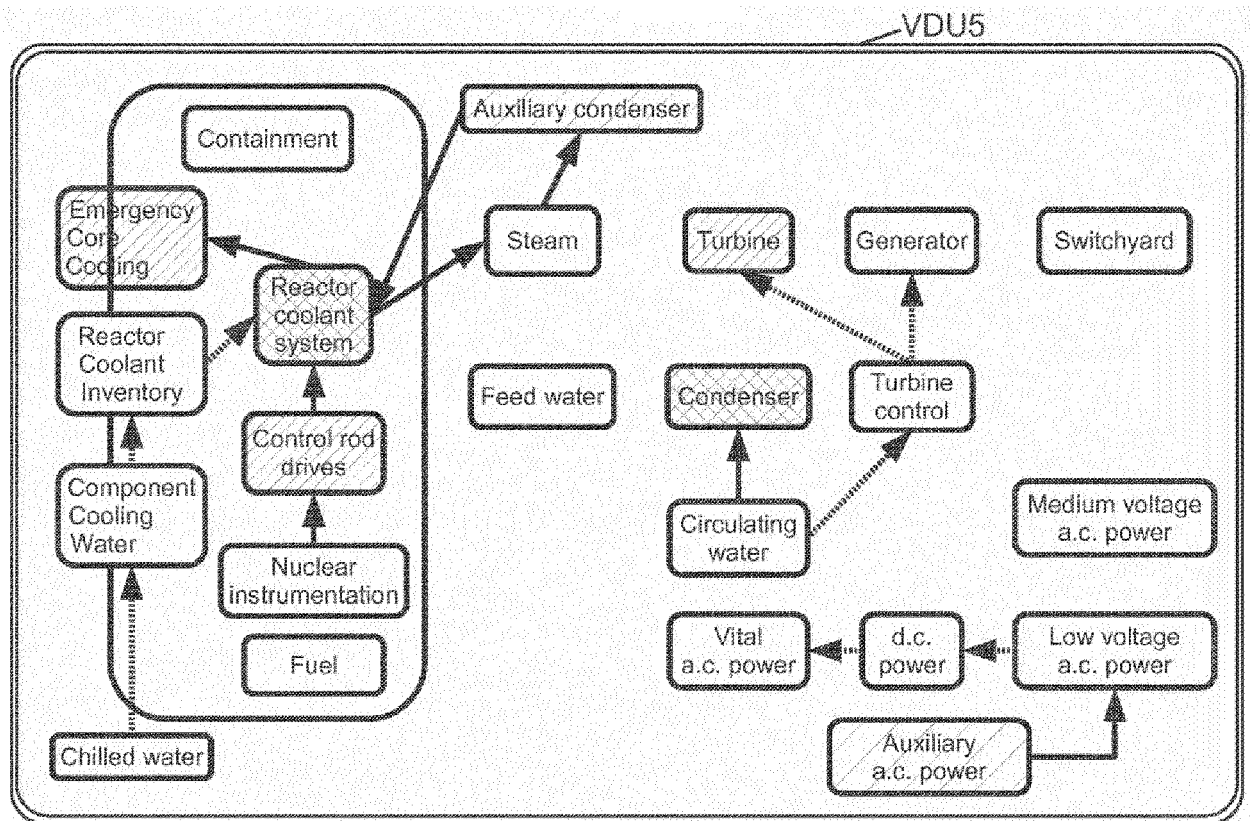 VDU5
Auxiliary condenser
Containment
Emergency
Core
Cooling
Steam
Turbine
Generator
Switchyard
Reactor
coolant
system
Reactor
Coolant
Inventory
Feed water
Condenser
Turbine
control
Control rod
drives
Component
Cooling
Water
Circulating
water
Medium voltage
a.c. power
Nuclear
instrumentation
Fuel
Vital
a.c. power
d.c.
power
Low voltage
a.c. power
Chilled water
Auxiliary
a.c. power